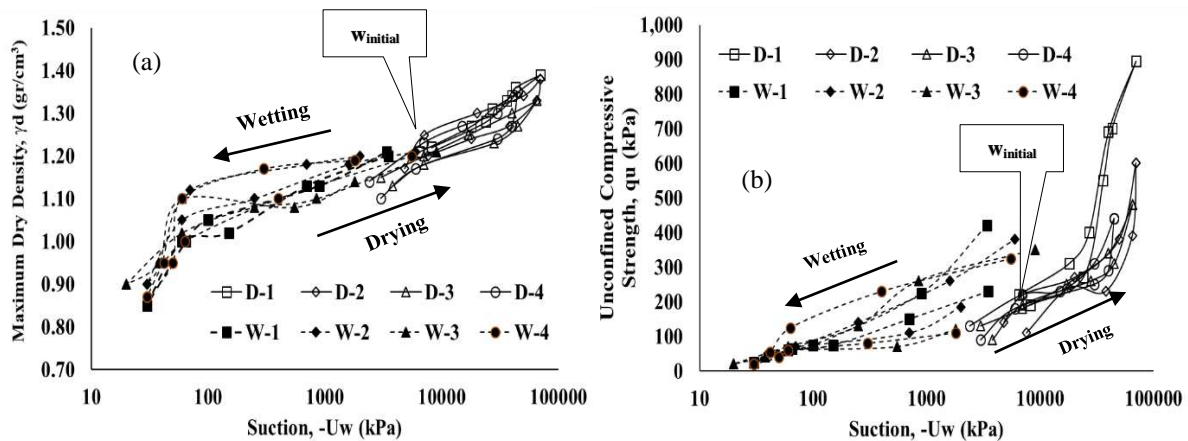 1.50
1.40
1.30
1.20
1.10
1.00
0.90
0.80
0.70
Maximum Dry Density, γd (gr/cm³)
(a)
Winitial
Wetting
Drying
D-1 D-2 D-3 D-4
W-1 W-2 W-3 W-4
10 100 1000 10000 100000
Suction, -Uw (kPa)
1,000
900
800
700
600
500
400
300
200
100
0
Unconfined Compressive
Strength, qu (kPa)
D-1 D-2 D-3 D-4
W-1 W-2 W-3 W-4
Winitial
(b)
Wetting
Drying
10 100 1000 10000 100000
Suction, -Uw (kPa)